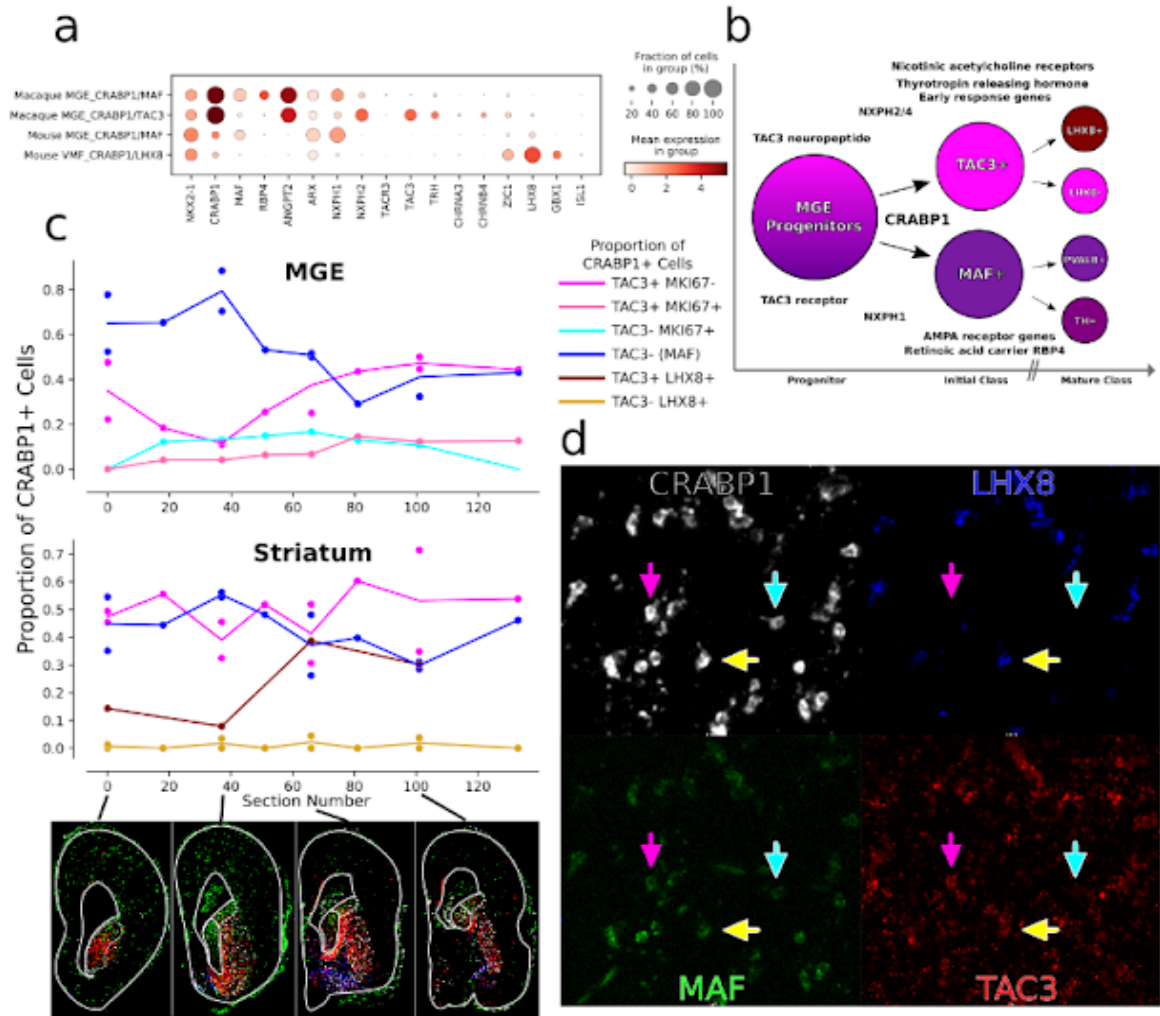 a
Macaque MGE_CRABP1/MAF
Macaque MGE_CRABP1/TAC3
Mouse MGE_CRABP1/MAF
Mouse VMF_CRABP1/LHX8
NKX2-1
CRABP1
MAF
RBP4
ANGPT2
ARX
NXPH1
NXPH2
TACR3
TAC3
TRH
CHRNA3
CHRNB4
ZIC1
LHX8
GBX1
ISL1
Fraction of cells
in group (%)
20 40 60 80 100
Mean expression
in group
0 2 4
b
Nicotinic acetylcholine receptors
Thyrotropin releasing hormone
Early response genes
NXPH2/4
LHX8+
TAC3 neuropeptide
TAC3+
LHX8-
MGE
Progenitors
CRABP1
PVALB+
MAF+
TAC3 receptor
NXPH1
TH+
AMPA receptor genes
Retinoic acid carrier RBP4
Progenitor
Initial Class
Mature Class
c
MGE
Proportion of CRABP1+ Cells
0.8
0.6
0.4
0.2
0.0
0 20 40 60 80 100 120
Proportion of
CRABP1+ Cells
TAC3+ MKI67-
TAC3+ MKI67+
TAC3- MKI67+
TAC3- (MAF)
TAC3+ LHX8+
TAC3- LHX8+
Striatum
0.7
0.6
0.5
0.4
0.3
0.2
0.1
0.0
0 20 40 60 80 100 120
Section Number
d
CRABP1
LHX8
MAF
TAC3